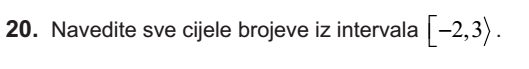 20. Navedite sve cijele brojeve iz intervala [−2,3⟩.